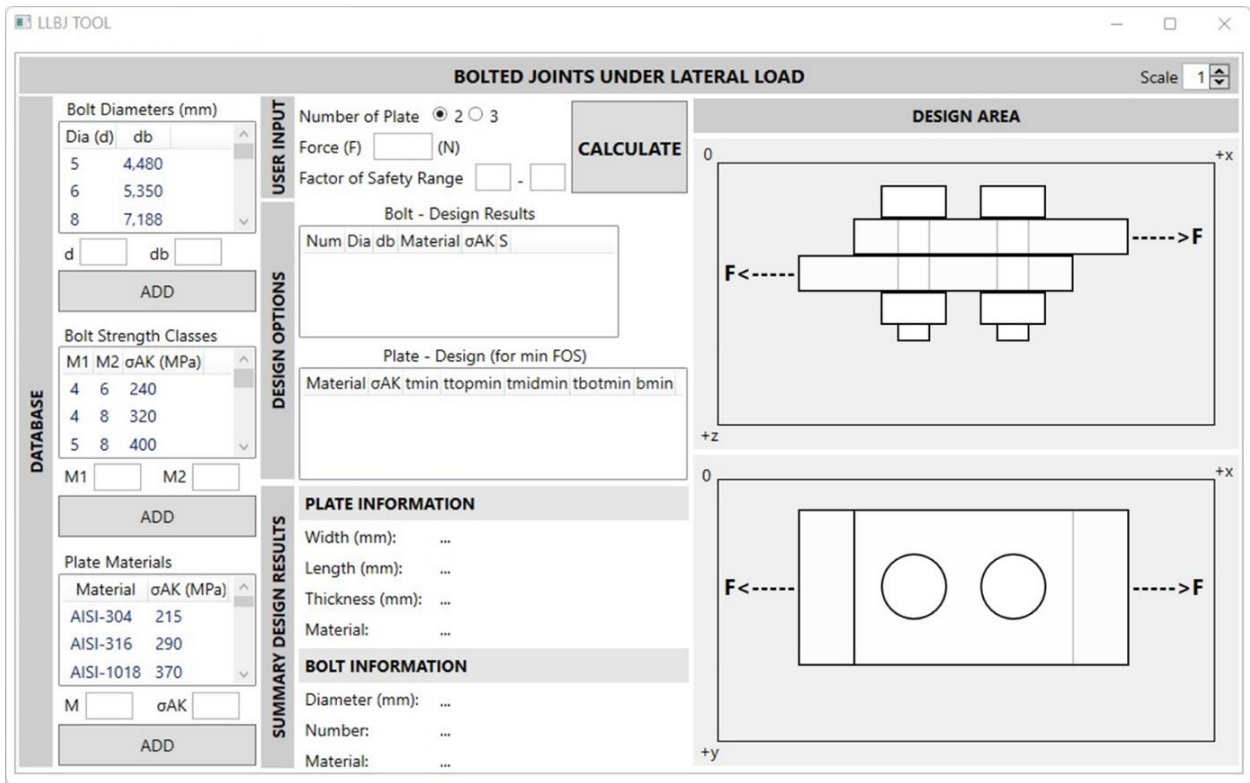 LLBJ TOOL
BOLTED JOINTS UNDER LATERAL LOAD
Scale 1
DATABASE
Bolt Diameters (mm)
Dia (d) db
5 4,480
6 5,350
8 7,188
d db
ADD
Bolt Strength Classes
M1 M2 σAK (MPa)
4 6 240
4 8 320
5 8 400
M1 M2
ADD
Plate Materials
Material σAK (MPa)
AISI-304 215
AISI-316 290
AISI-1018 370
M σAK
ADD
USER INPUT
Number of Plate 2 3
Force (F) (N)
Factor of Safety Range -
CALCULATE
DESIGN OPTIONS
Bolt - Design Results
Num Dia db Material σAK S
Plate - Design (for min FOS)
Material σAK tmin ttopmin tmidmin tbotmin bmin
SUMMARY DESIGN RESULTS
PLATE INFORMATION
Width (mm): ...
Length (mm): ...
Thickness (mm): ...
Material: ...
BOLT INFORMATION
Diameter (mm): ...
Number: ...
Material: ...
DESIGN AREA
0 +x
----->F
F<-----
+z
0 +x
F<----- ----->F
+y